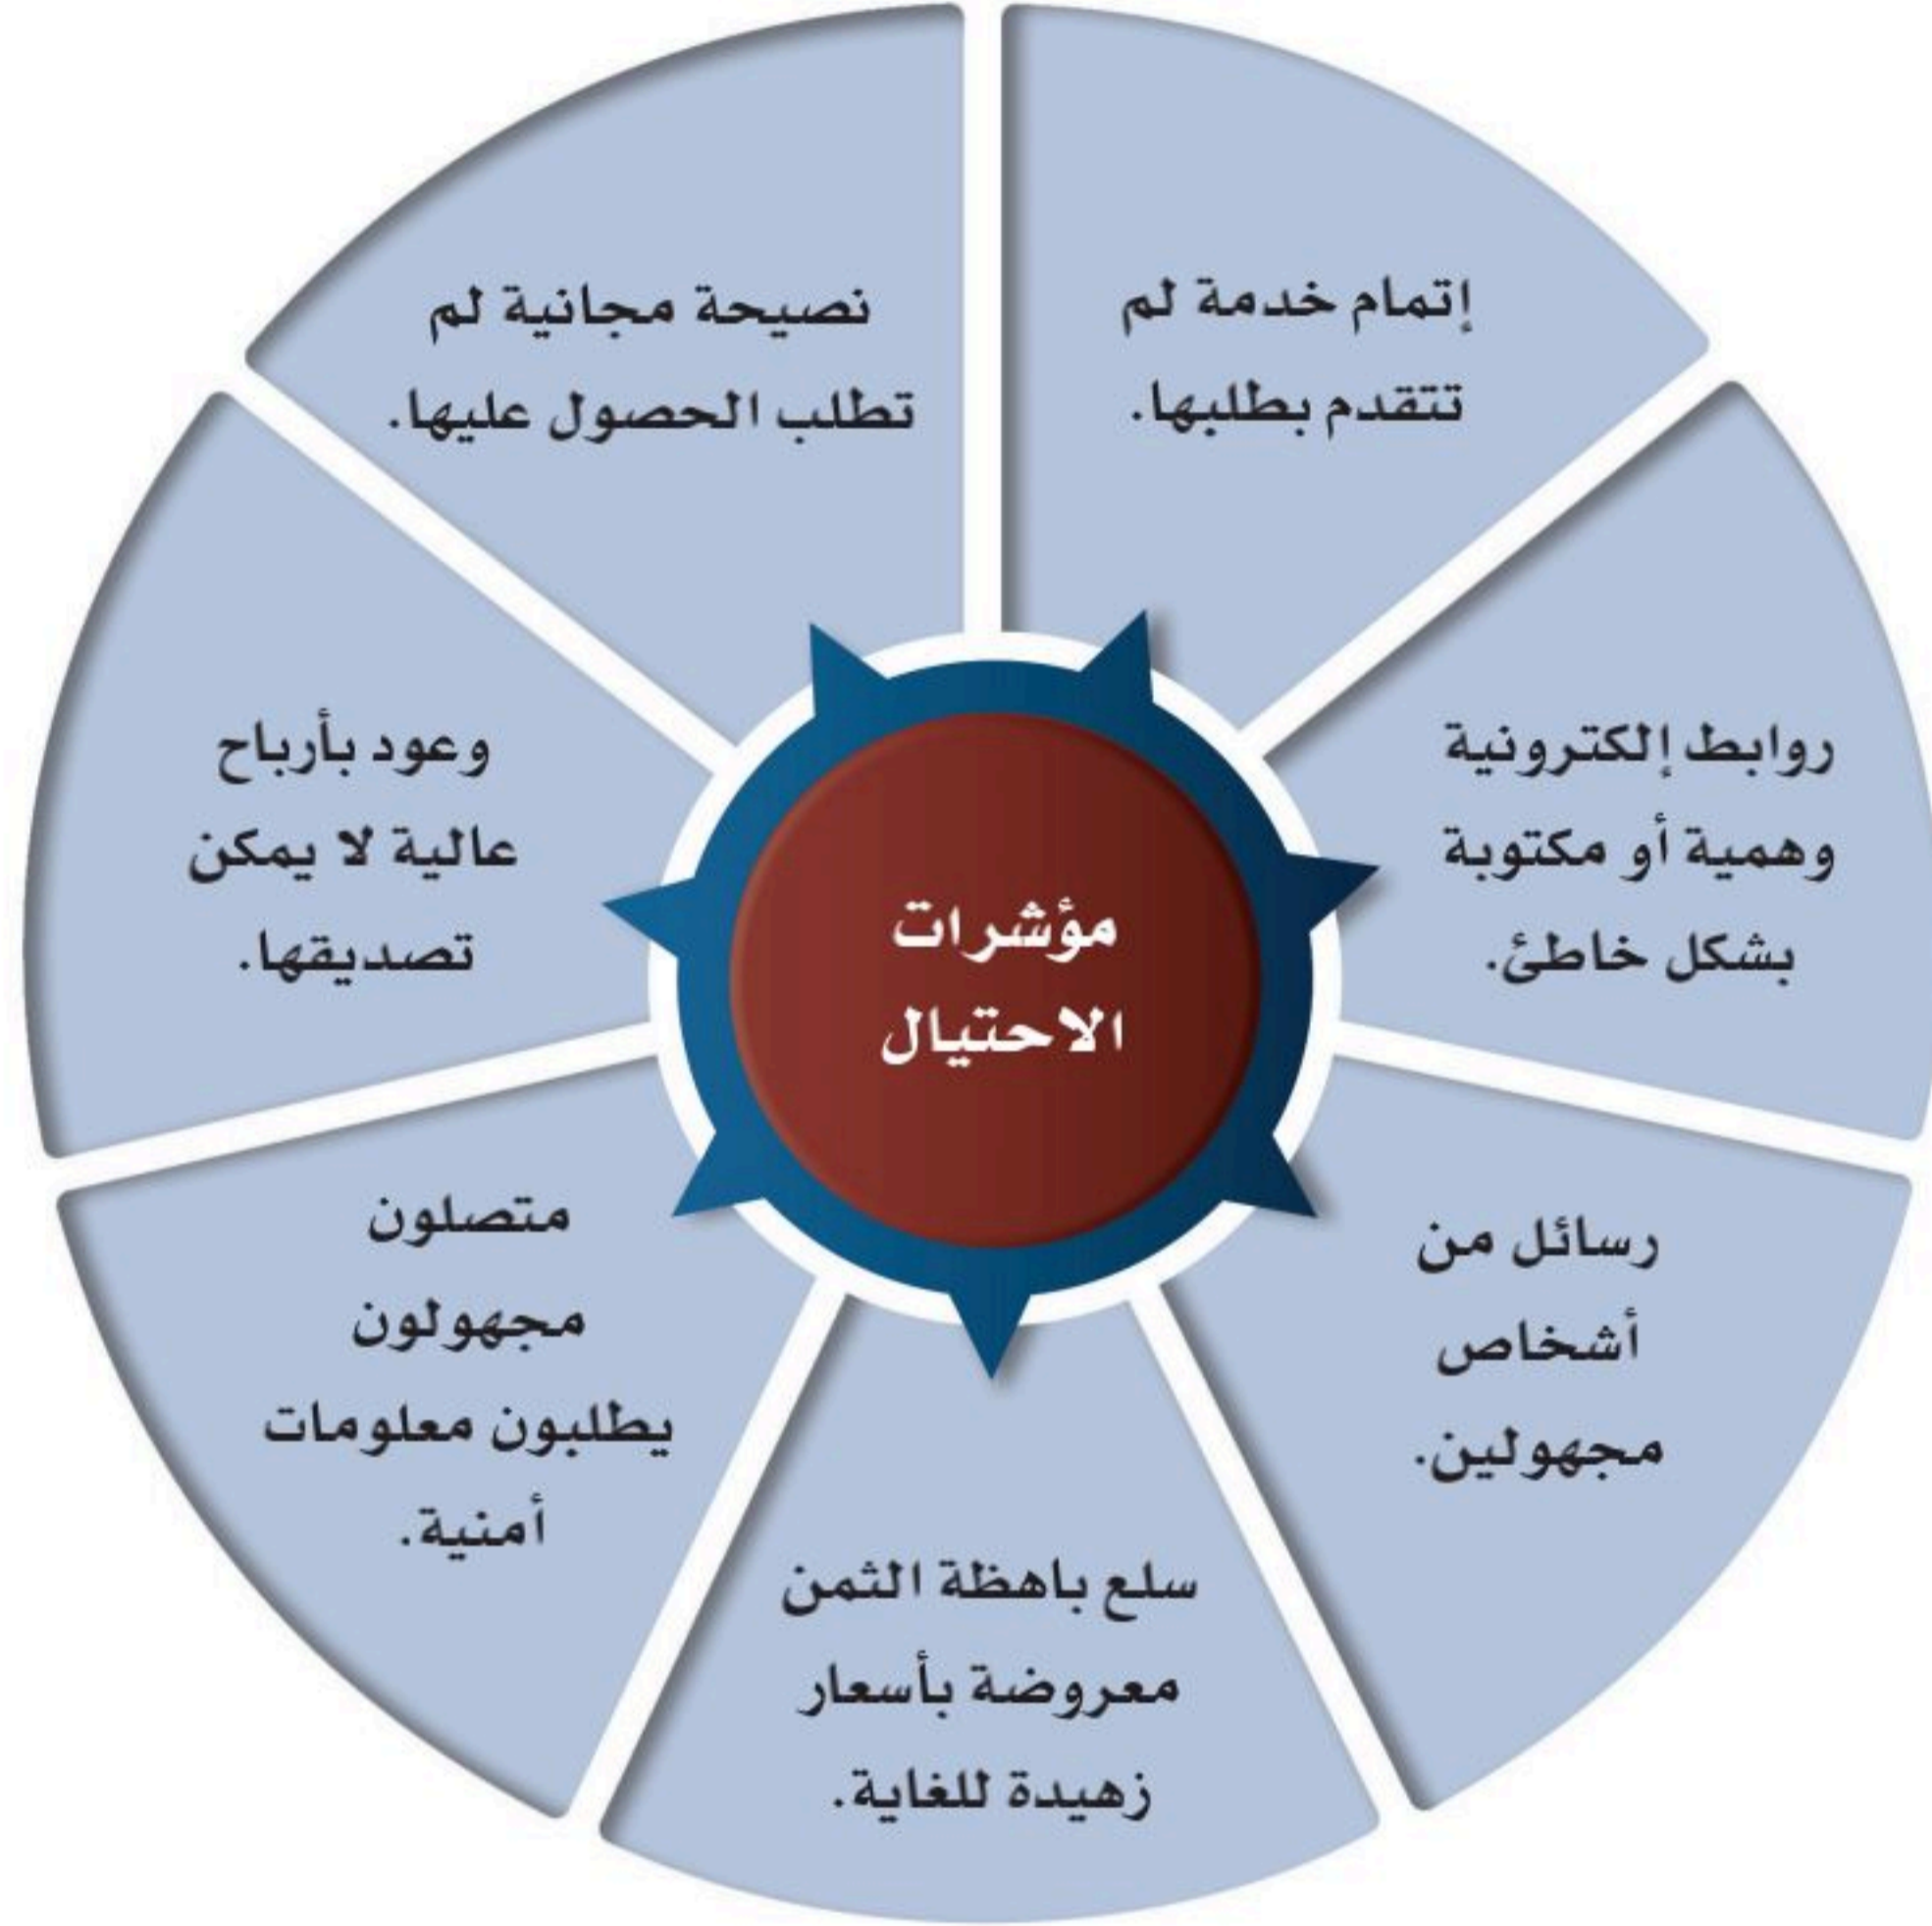 مؤشرات
الاحتيال
إتمام خدمة لم
تتقدم بطلبها.
روابط إلكترونية
وهمية أو مكتوبة
بشكل خاطئ.
رسائل من
أشخاص
مجهولين.
سلع باهظة الثمن
معروضة بأسعار
زهيدة للغاية.
متصلون
مجهولون
يطلبون معلومات
أمنية.
وعود بأرباح
عالية لا يمكن
تصديقها.
نصيحة مجانية لم
تطلب الحصول عليها.